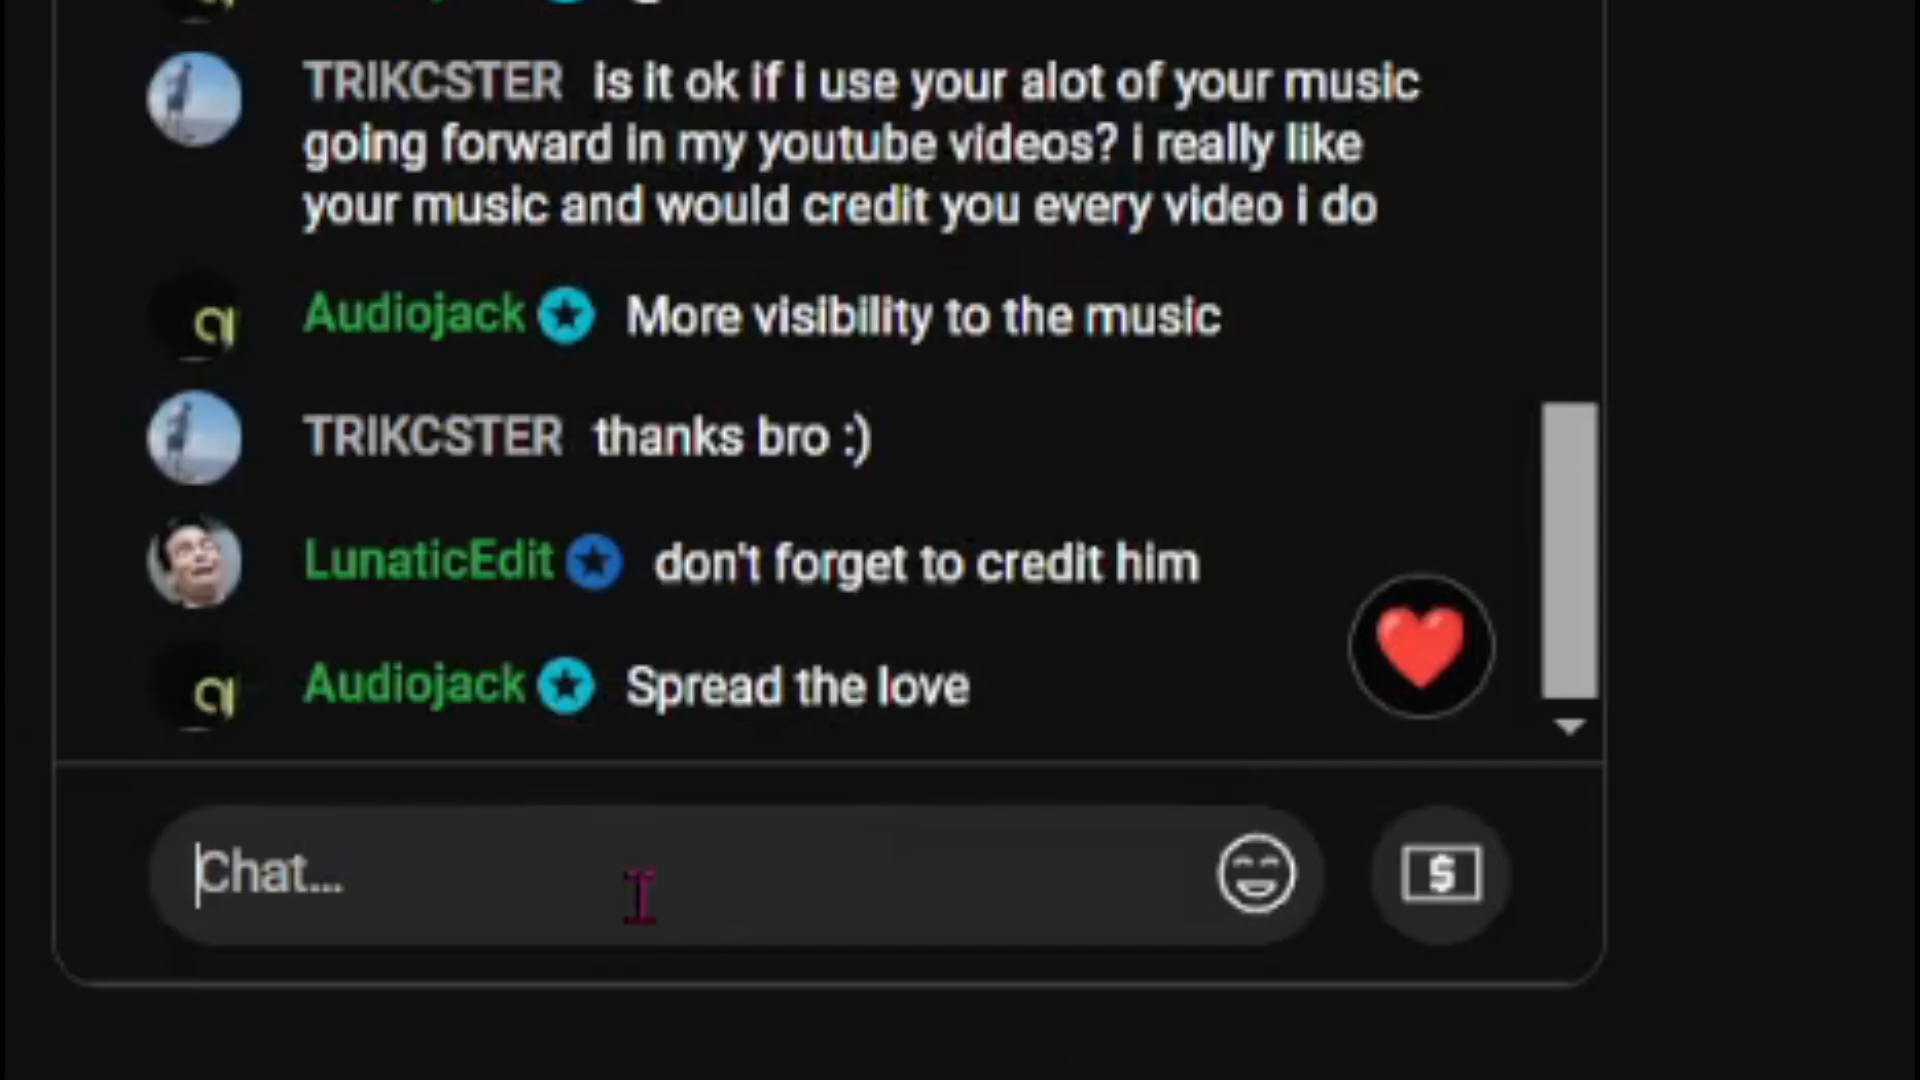 TRIKCSTER is it ok if i use your alot of your music
going forward in my youtube videos? i really like
your music and would credit you every video i do
Audiojack More visibility to the music
TRIKCSTER thanks bro :)
LunaticEdit don't forget to credit him
Audiojack Spread the love
Chat...